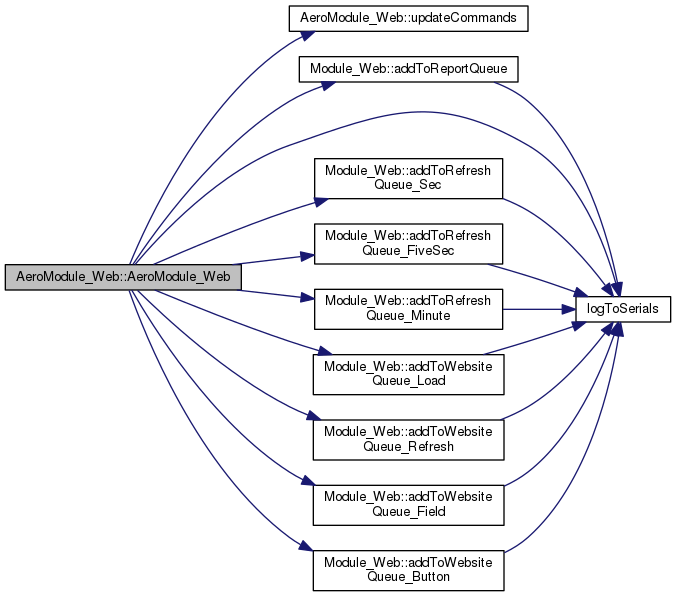 AeroModule_Web::updateCommands
Module_Web::addToReportQueue
Module_Web::addToRefresh
Queue_Sec
Module_Web::addToRefresh
Queue_FiveSec
AeroModule_Web::AeroModule_Web
Module_Web::addToRefresh
Queue_Minute
logToSerials
Module_Web::addToWebsite
Queue_Load
Module_Web::addToWebsite
Queue_Refresh
Module_Web::addToWebsite
Queue_Field
Module_Web::addToWebsite
Queue_Button